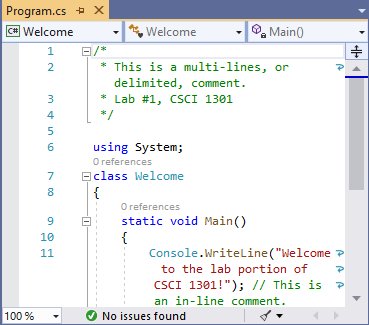 Program.cs
Welcome
Welcome
Main()
1 /*
2 * This is a multi-lines, or
delimited, comment.
3 * Lab #1, CSCI 1301
4 */
5
6 using System;
0 references
7 class Welcome
8 {
0 references
9 static void Main()
10 {
11 Console.WriteLine("Welcome
to the lab portion of
CSCI 1301!"); // This is
an in-line comment.
100 % No issues found